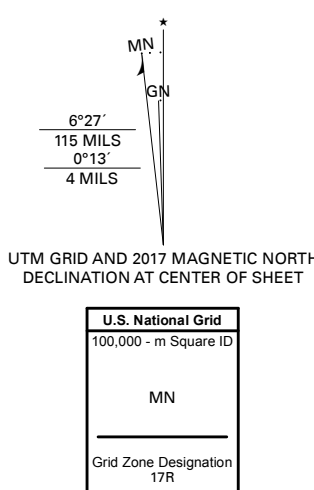 ★
MN
GN
6°27´
115 MILS
0°13´
4 MILS
UTM GRID AND 2017 MAGNETIC NORTH
DECLINATION AT CENTER OF SHEET
U.S. National Grid
100,000 - m Square ID
MN
Grid Zone Designation
17R